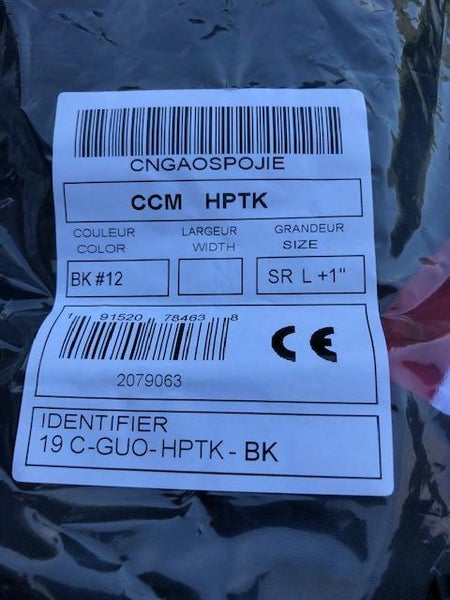 CNGAOSPOJIE
CCM HPTK
COULEUR LARGEUR GRANDEUR
COLOR WIDTH SIZE
BK #12 SR L +1"
1 91520 78463 8
CE
2079063
IDENTIFIER
19 C-GUO-HPTK - BK